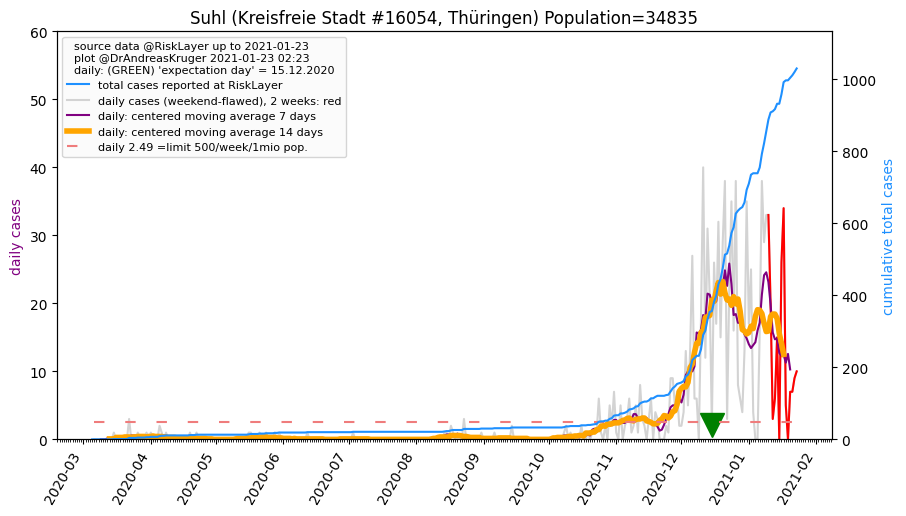 Suhl (Kreisfreie Stadt #16054, Thüringen) Population=34835
source data @RiskLayer up to 2021-01-23
plot @DrAndreasKruger 2021-01-23 02:23
daily: (GREEN) 'expectation day' = 15.12.2020
total cases reported at RiskLayer
daily cases (weekend-flawed), 2 weeks: red
daily: centered moving average 7 days
daily: centered moving average 14 days
daily 2.49 =limit 500/week/1mio pop.
daily cases
60
50
40
30
20
10
0
cumulative total cases
1000
800
600
400
200
0
2020-03
2020-04
2020-05
2020-06
2020-07
2020-08
2020-09
2020-10
2020-11
2020-12
2021-01
2021-02